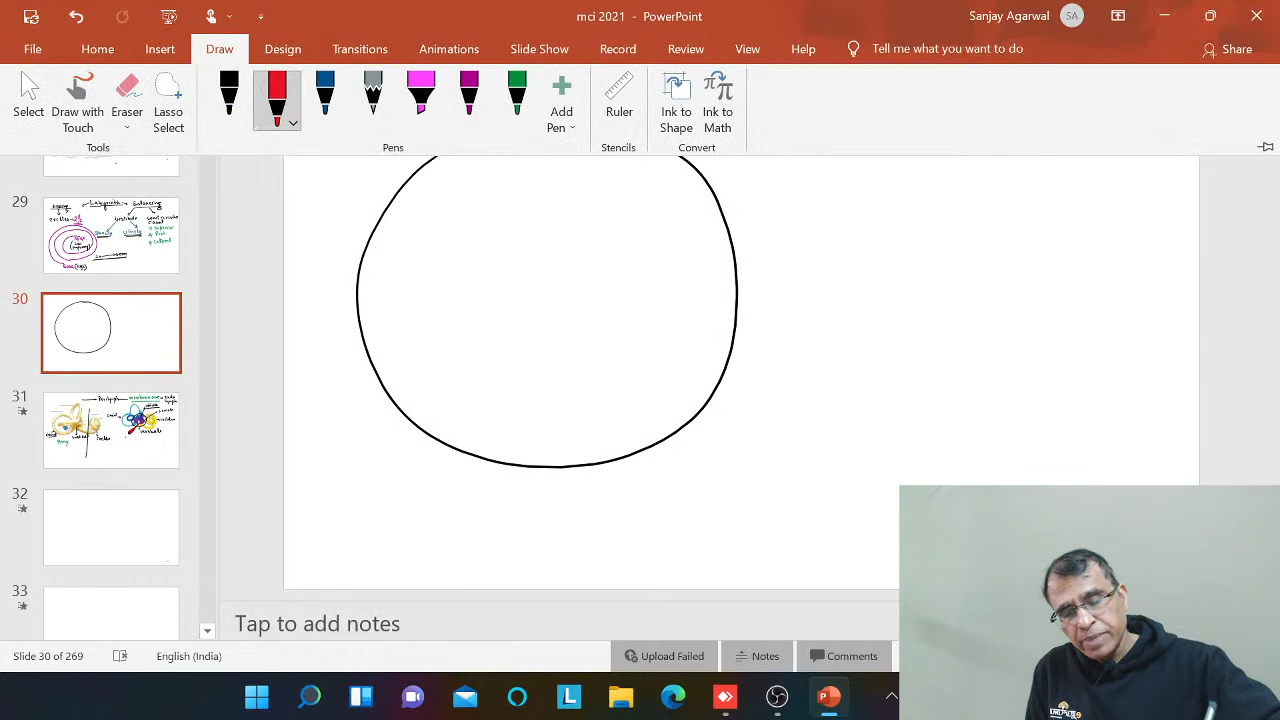 mci 2021 - PowerPoint
Sanjay Agarwal SA
File Home Insert Draw Design Transitions Animations Slide Show Record Review View Help Tell me what you want to do Share
Select
Draw with Touch
Eraser
Lasso Select
Add Pen
Ruler
Ink to Shape
Ink to Math
Tools Pens Stencils Convert
29
Labyrinth
Balancing
30
31
32
33
Tap to add notes
Slide 30 of 269 English (India) Upload Failed Notes Comments